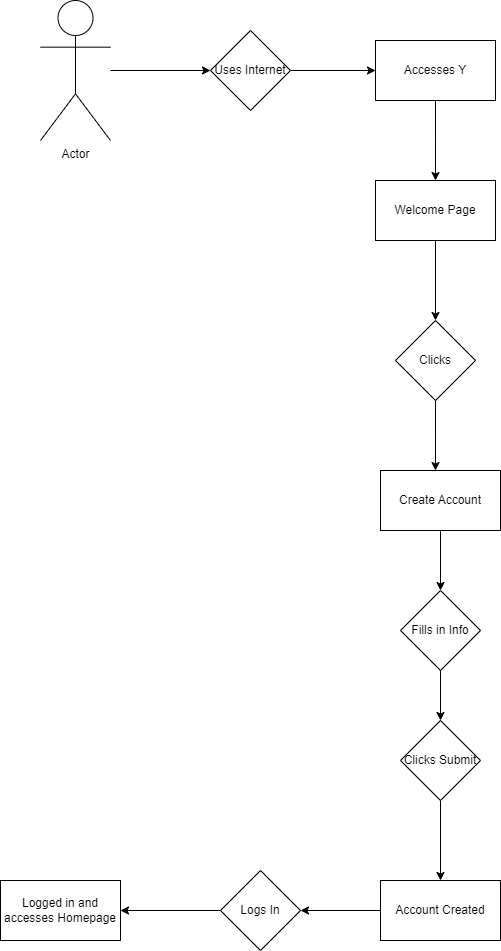 Uses Internet
Accesses Y
Actor
Welcome Page
Clicks
Create Account
Fills in Info
Clicks Submit
Account Created
Logs In
Logged in and
accesses Homepage